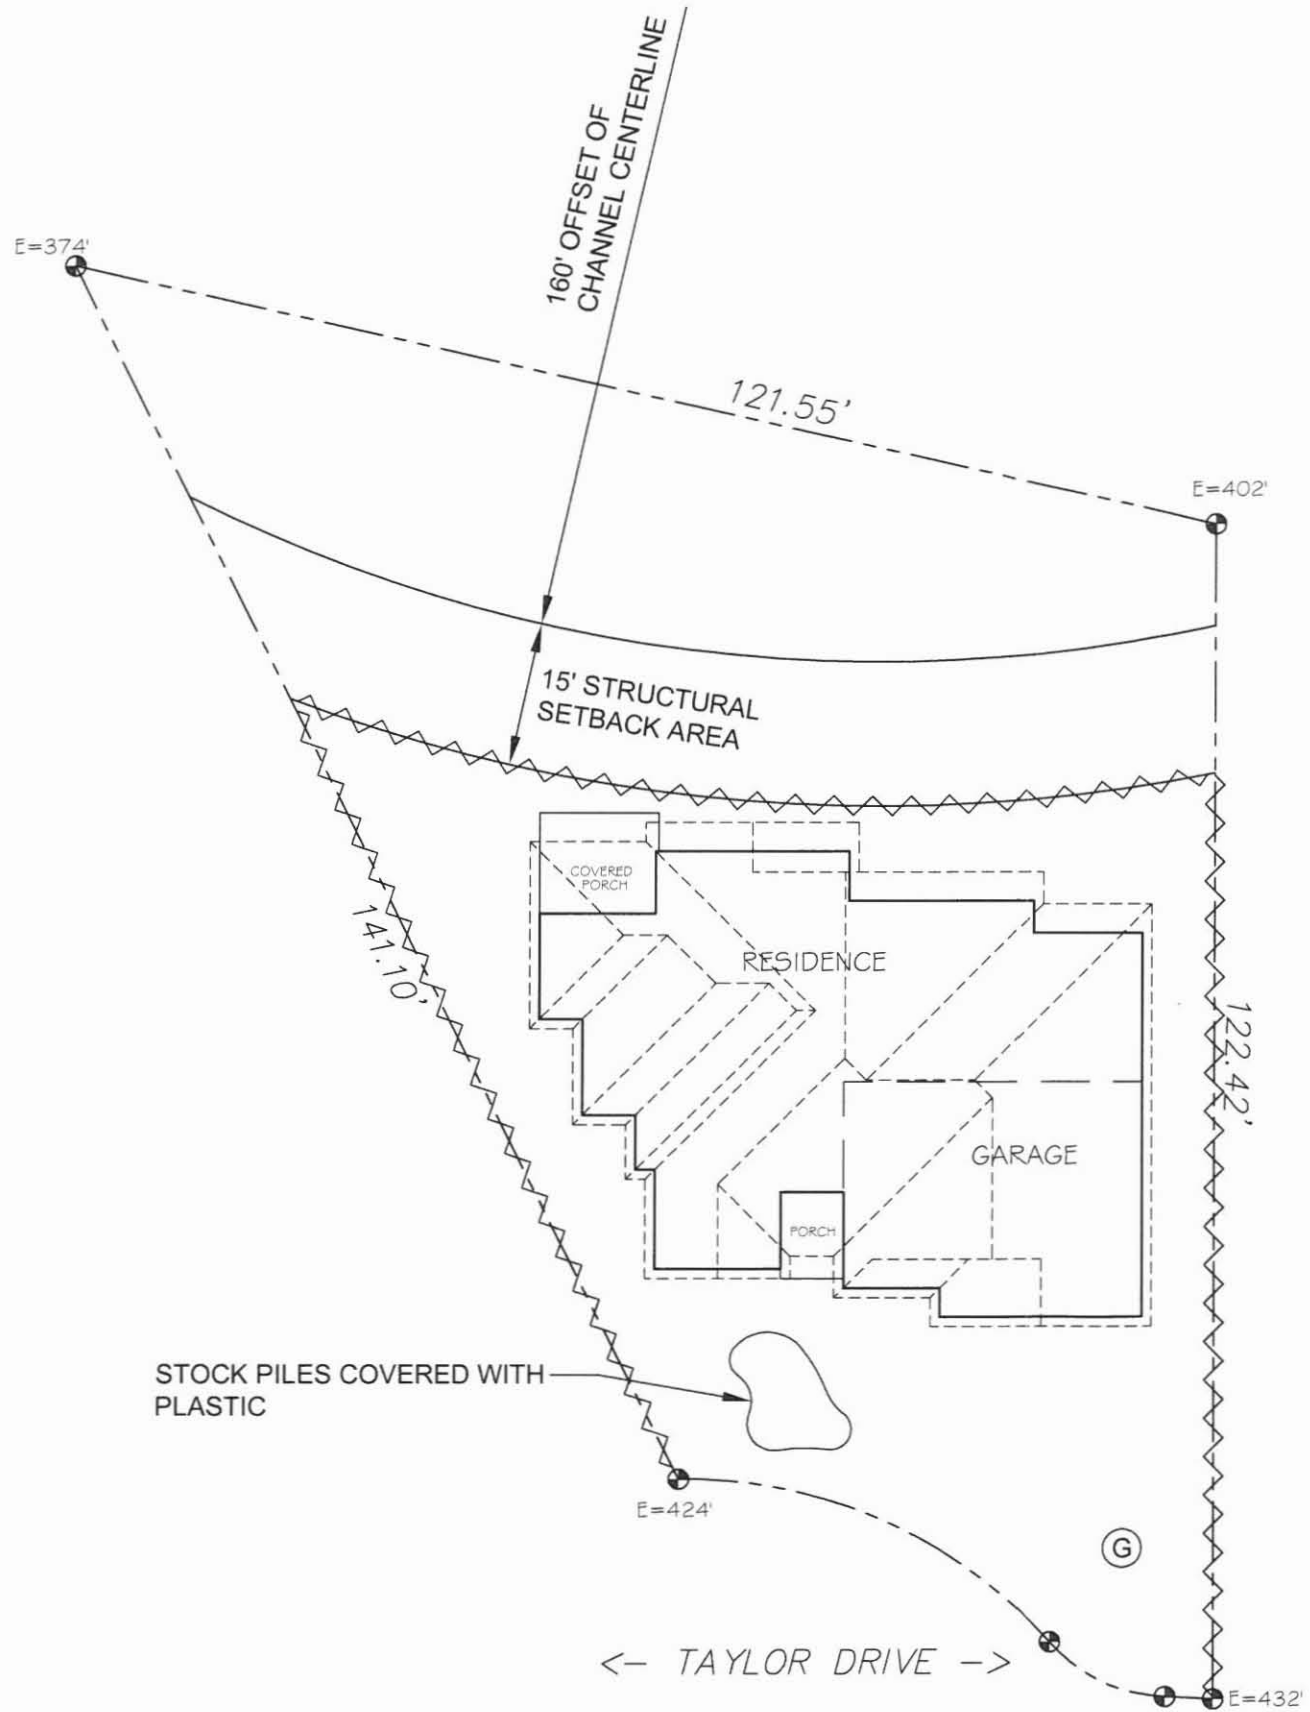 160' OFFSET OF
CHANNEL CENTERLINE
E=374'
121.55'
E=402'
15' STRUCTURAL
SETBACK AREA
COVERED
PORCH
141.10'
RESIDENCE
122.42'
GARAGE
PORCH
STOCK PILES COVERED WITH
PLASTIC
E=424'
G
<- TAYLOR DRIVE ->
E=432'